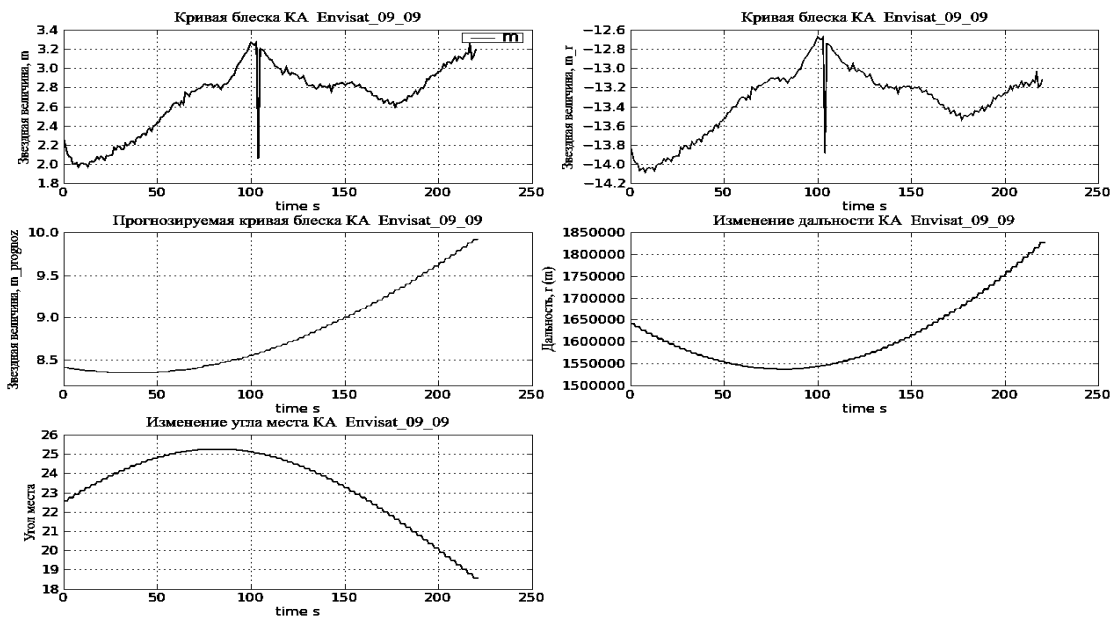 Кривая блеска КА Envisat_09_09
Звездная величина, m
3.4
3.2
3.0
2.8
2.6
2.4
2.2
2.0
1.8
m
0 50 100 150 200 250
time s
Кривая блеска КА Envisat_09_09
Звездная величина, m_r
−12.6
−12.8
−13.0
−13.2
−13.4
−13.6
−13.8
−14.0
−14.2
0 50 100 150 200 250
time s
Прогнозируемая кривая блеска КА Envisat_09_09
Звездная величина, m_prognoz
10.0
9.5
9.0
8.5
0 50 100 150 200 250
time s
Изменение дальности КА Envisat_09_09
Дальность, r (m)
1850000
1800000
1750000
1700000
1650000
1600000
1550000
1500000
0 50 100 150 200 250
time s
Изменение угла места КА Envisat_09_09
Угол места
26
25
24
23
22
21
20
19
18
0 50 100 150 200 250
time s